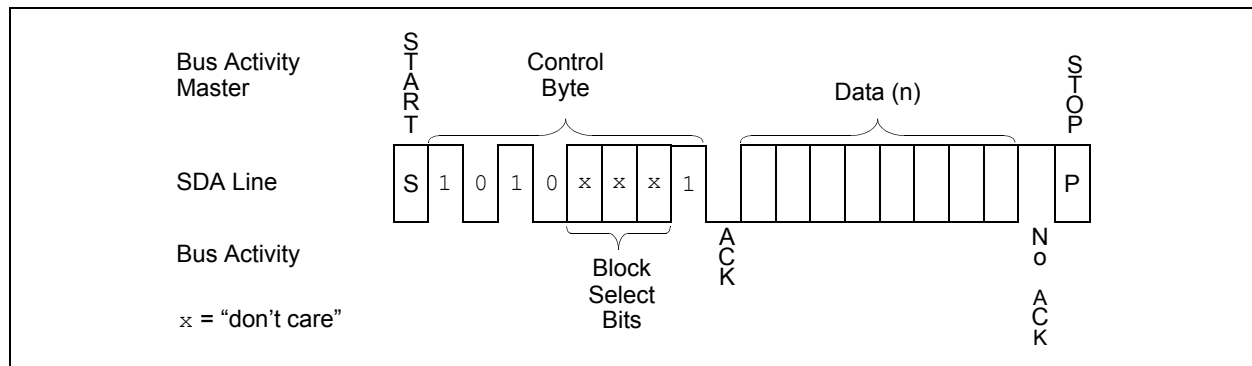 Bus Activity
Master
START
Control
Byte
Data (n)
STOP
SDA Line
S 1 0 1 0 x x x 1 P
Bus Activity
ACK
No ACK
Block
Select
Bits
x = “don’t care”